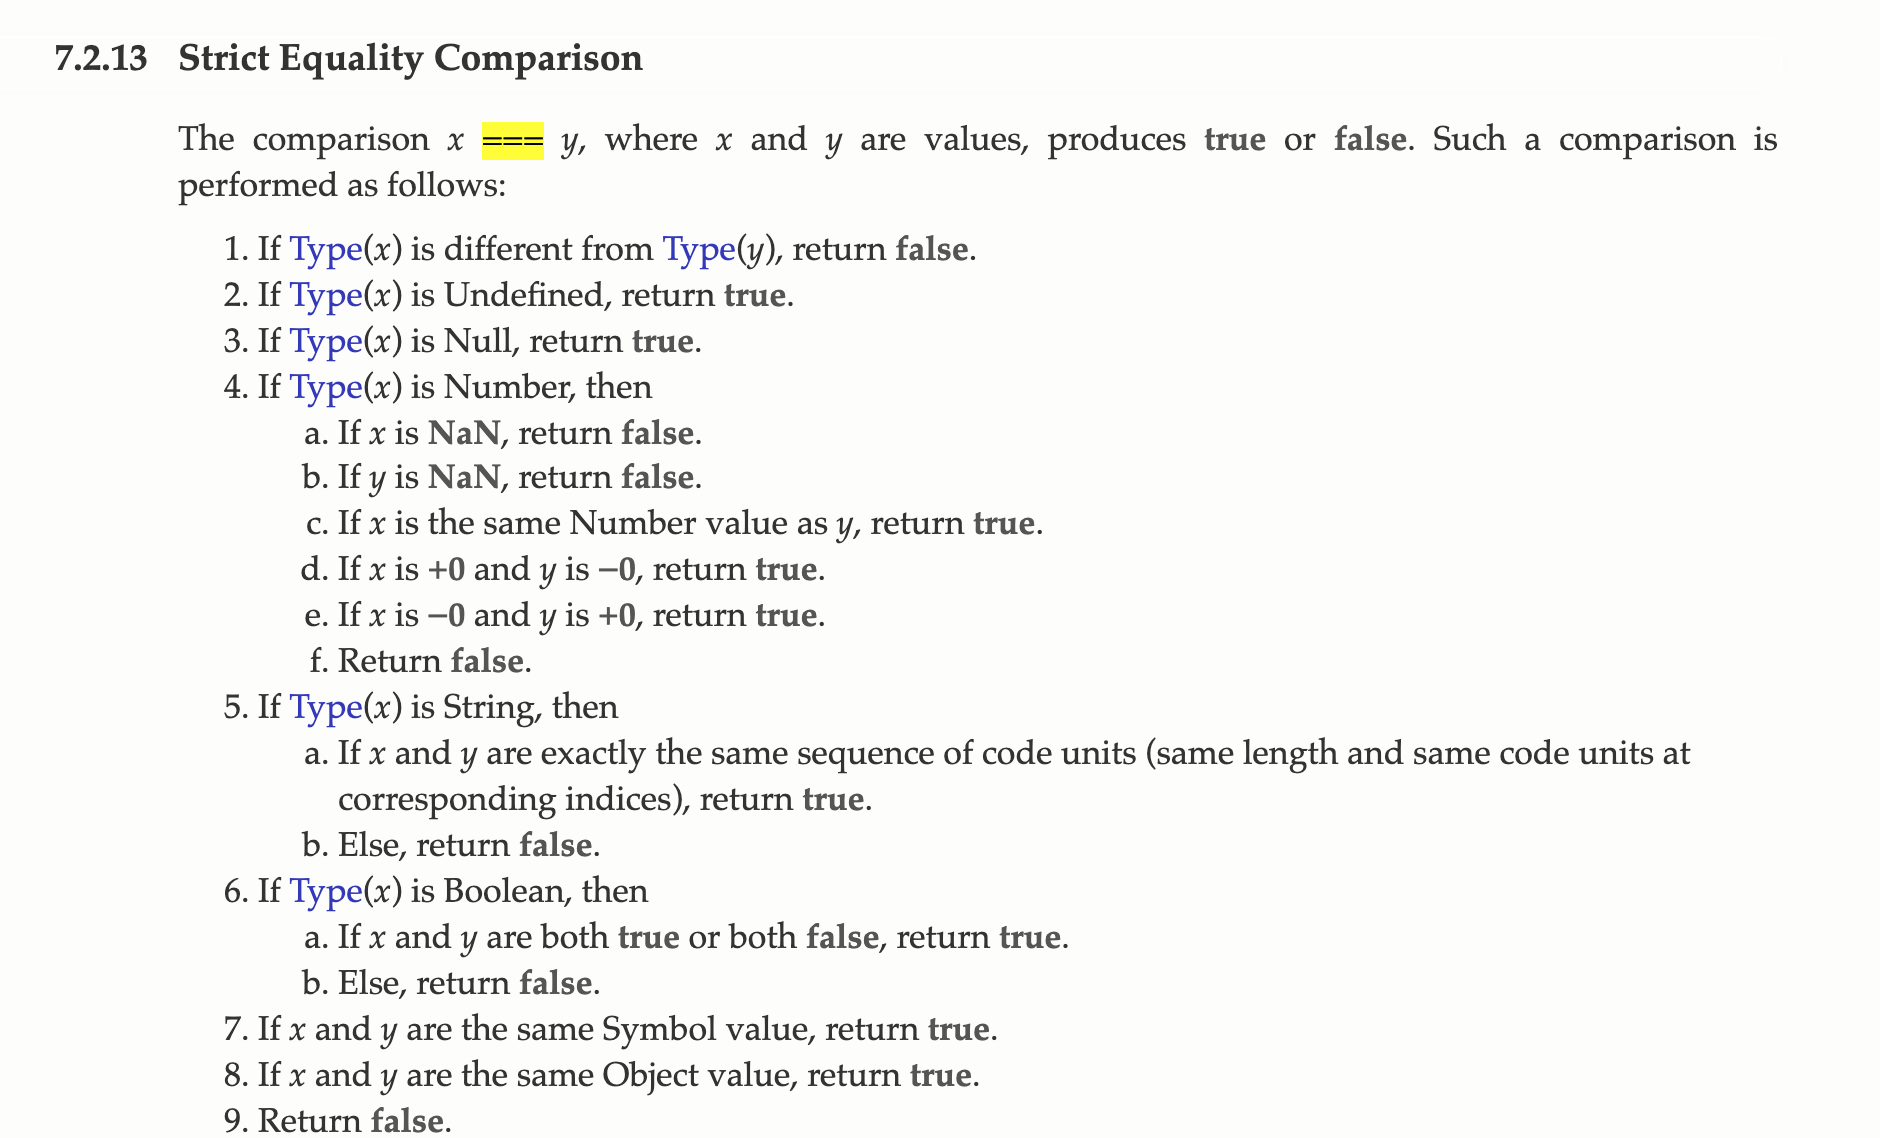 7.2.13 Strict Equality Comparison
The comparison x === y, where x and y are values, produces true or false. Such a comparison is
performed as follows:
1. If Type(x) is different from Type(y), return false.
2. If Type(x) is Undefined, return true.
3. If Type(x) is Null, return true.
4. If Type(x) is Number, then
a. If x is NaN, return false.
b. If y is NaN, return false.
c. If x is the same Number value as y, return true.
d. If x is +0 and y is −0, return true.
e. If x is −0 and y is +0, return true.
f. Return false.
5. If Type(x) is String, then
a. If x and y are exactly the same sequence of code units (same length and same code units at
corresponding indices), return true.
b. Else, return false.
6. If Type(x) is Boolean, then
a. If x and y are both true or both false, return true.
b. Else, return false.
7. If x and y are the same Symbol value, return true.
8. If x and y are the same Object value, return true.
9. Return false.